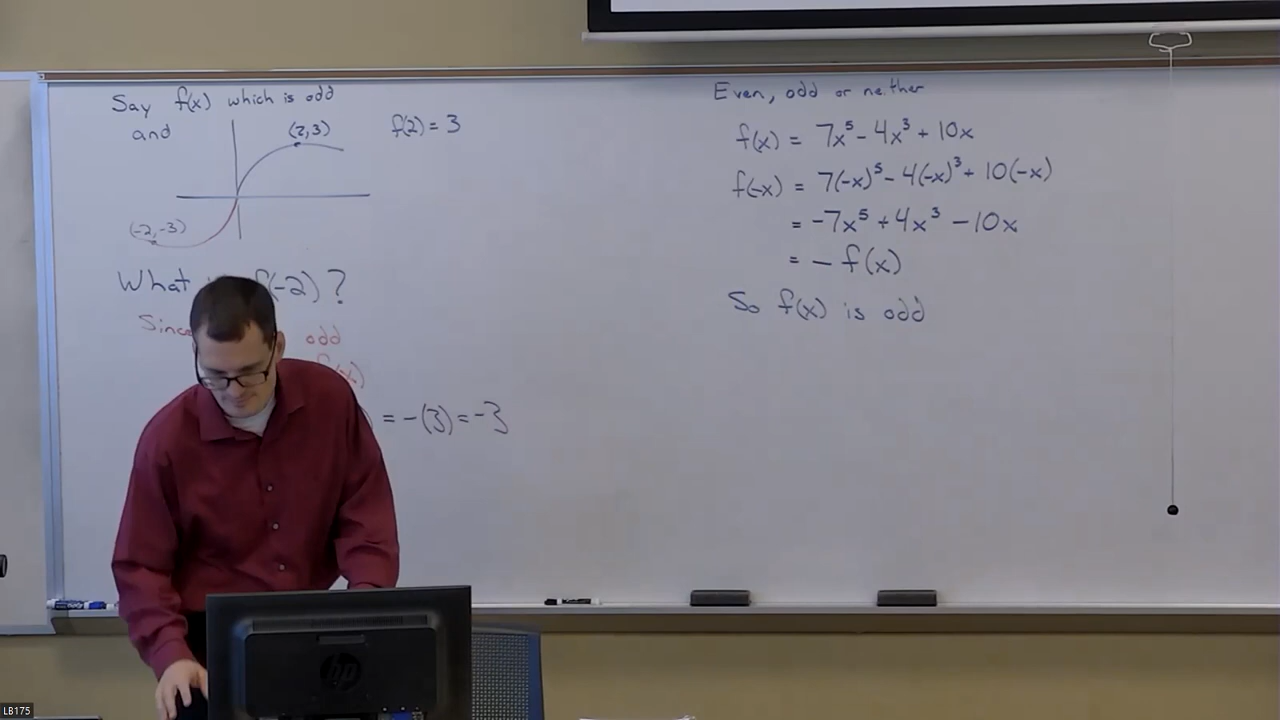 Say f(x) which is odd
and
(2,3)
f(2) = 3
(-2,-3)
What f(-2) ?
Since
odd
= -(3) = -3
Even, odd or neither
f(x) = 7x⁵ - 4x³ + 10x
f(-x) = 7(-x)⁵ - 4(-x)³ + 10(-x)
= -7x⁵ + 4x³ - 10x
= - f(x)
So f(x) is odd
hp
LB175